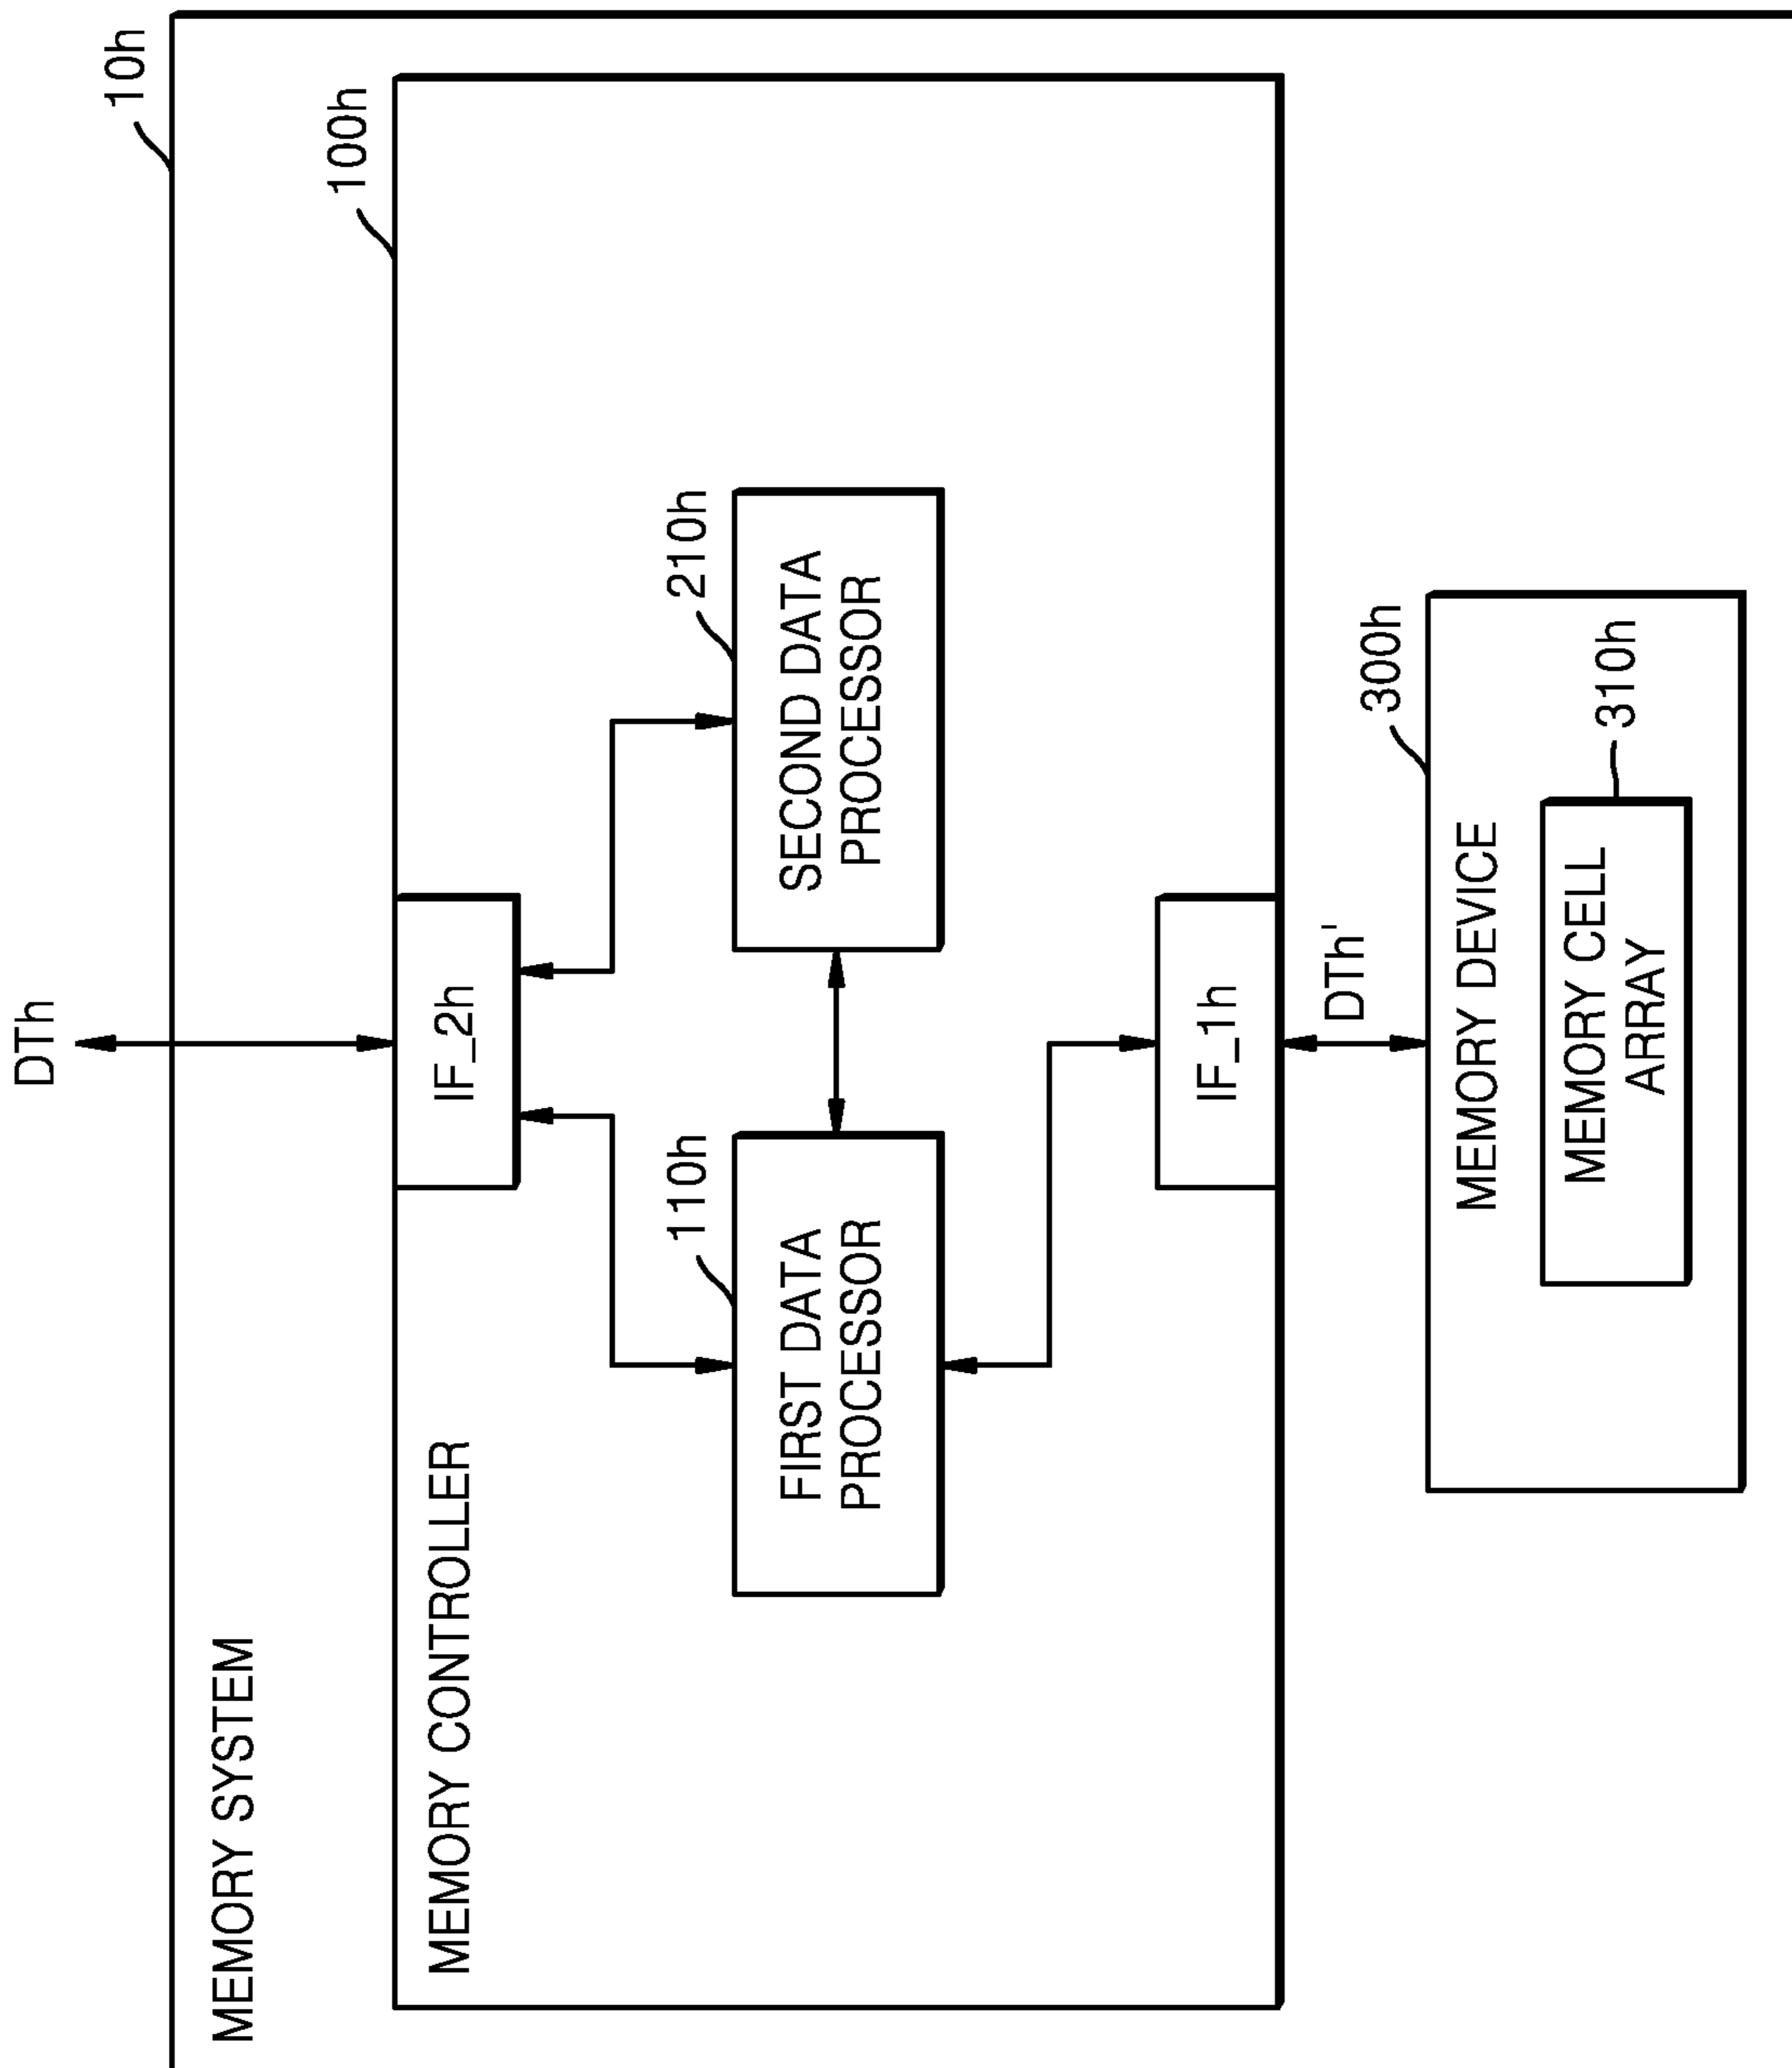 DTh
10h
MEMORY SYSTEM
100h
MEMORY CONTROLLER
IF_2h
110h
210h
FIRST DATA
PROCESSOR
SECOND DATA
PROCESSOR
IF_1h
DTh'
300h
MEMORY DEVICE
310h
MEMORY CELL
ARRAY